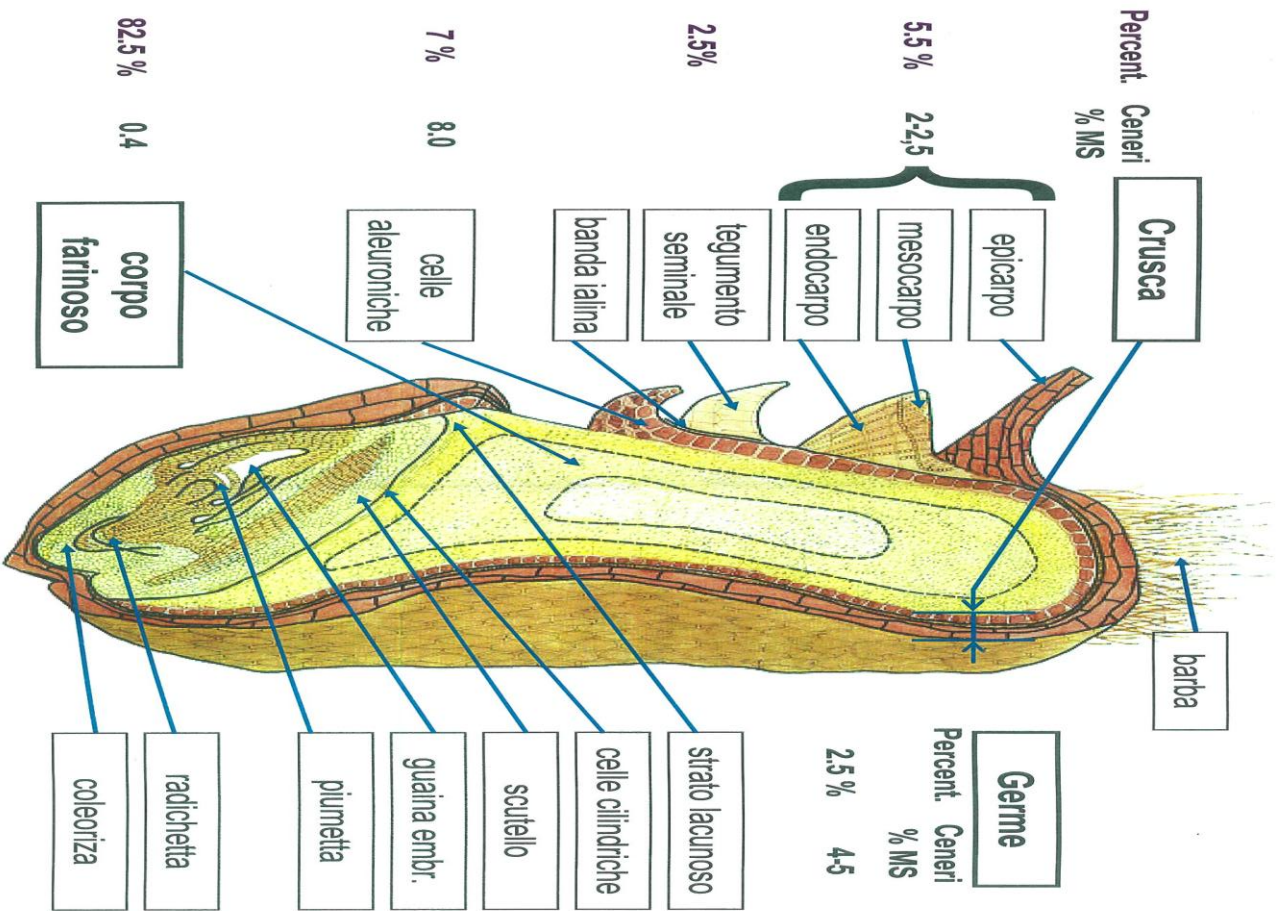 Percent. Ceneri
% MS
Crusca
5.5 % 2-2,5
epicarpo
mesocarpo
endocarpo
2.5%
tegumento
seminale
banda ialina
7 % 8.0
celle
aleuroniche
82.5 % 0.4
corpo
farinoso
barba
Germe
Percent. Ceneri
% MS
2.5 % 4-5
strato lacunoso
celle cilindriche
scutello
guaina embr.
piumetta
radichetta
coleoriza